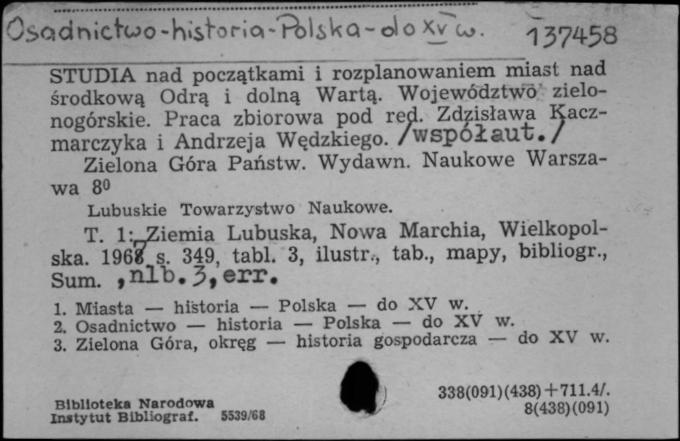 Osadnictwo-historia-Polska-do XV w.
137458
STUDIA nad początkami i rozplanowaniem miast nad
środkową Odrą i dolną Wartą. Województwo zielo-
nogórskie. Praca zbiorowa pod red. Zdzisława Kacz-
marczyka i Andrzeja Wędzkiego. /współaut./
Zielona Góra Państw. Wydawn. Naukowe Warsza-
wa 8⁰
Lubuskie Towarzystwo Naukowe.
T. 1: Ziemia Lubuska, Nowa Marchia, Wielkopol-
ska. s. 349, tabl. 3, ilustr., tab., mapy, bibliogr.,
Sum. , nlb. 3, err.
1. Miasta — historia — Polska — do XV w.
2. Osadnictwo — historia — Polska — do XV w.
3. Zielona Góra, okręg — historia gospodarcza — do XV w.
338(091)(438)+711.4/.
8(438)(091)
Biblioteka Narodowa
Instytut Bibliograf. 5539/68